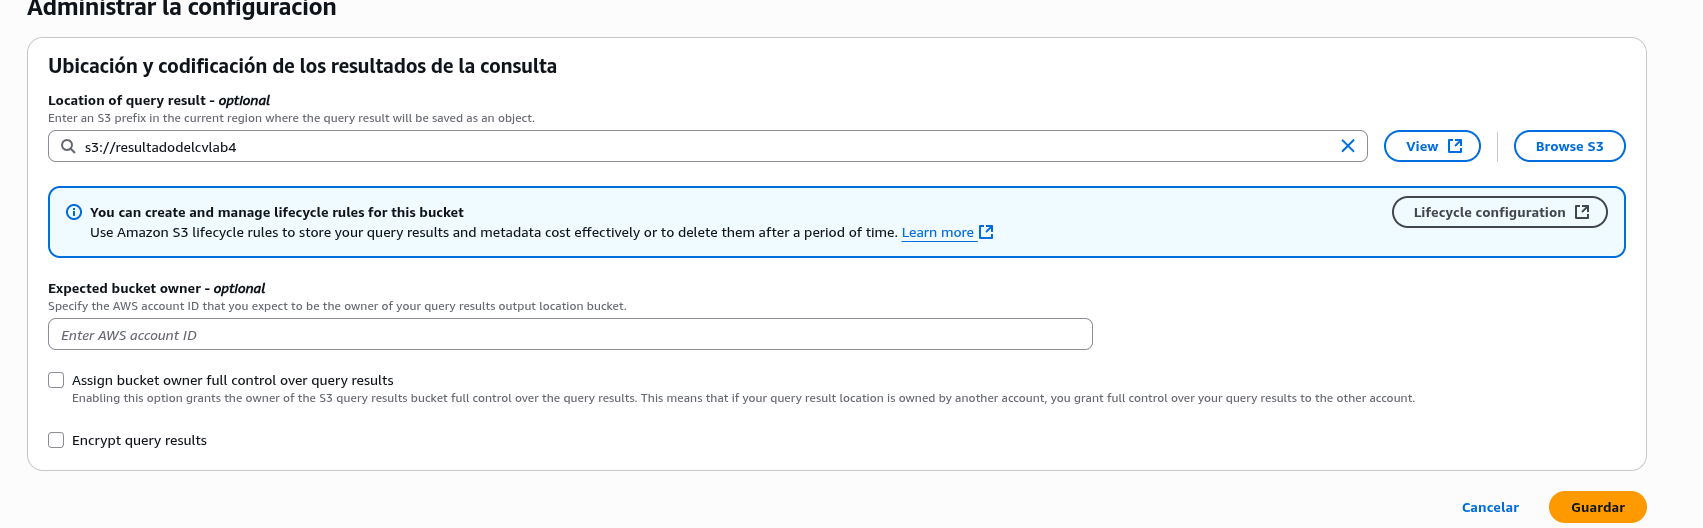 Administrar la configuración
Ubicación y codificación de los resultados de la consulta
Location of query result - optional
Enter an S3 prefix in the current region where the query result will be saved as an object.
s3://resultadodelcvlab4
View
Browse S3
You can create and manage lifecycle rules for this bucket
Lifecycle configuration
Use Amazon S3 lifecycle rules to store your query results and metadata cost effectively or to delete them after a period of time. Learn more
Expected bucket owner - optional
Specify the AWS account ID that you expect to be the owner of your query results output location bucket.
Enter AWS account ID
Assign bucket owner full control over query results
Enabling this option grants the owner of the S3 query results bucket full control over the query results. This means that if your query result location is owned by another account, you grant full control over your query results to the other account.
Encrypt query results
Cancelar
Guardar